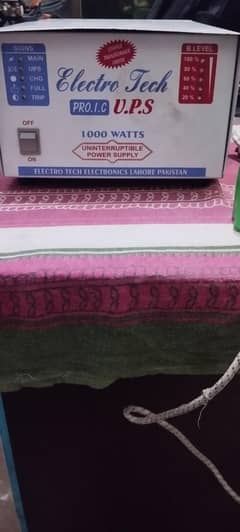 SIGNS
MAIN
UPS
CHG
FULL
TRIP
Electro Tech
PRO.I.C U.P.S
B.LEVEL
100 %
80 %
60 %
40 %
20 %
OFF
ON
1000 WATTS
UNINTERRUPTIBLE
POWER SUPPLY
ELECTRO TECH ELECTRONICS LAHORE PAKISTAN